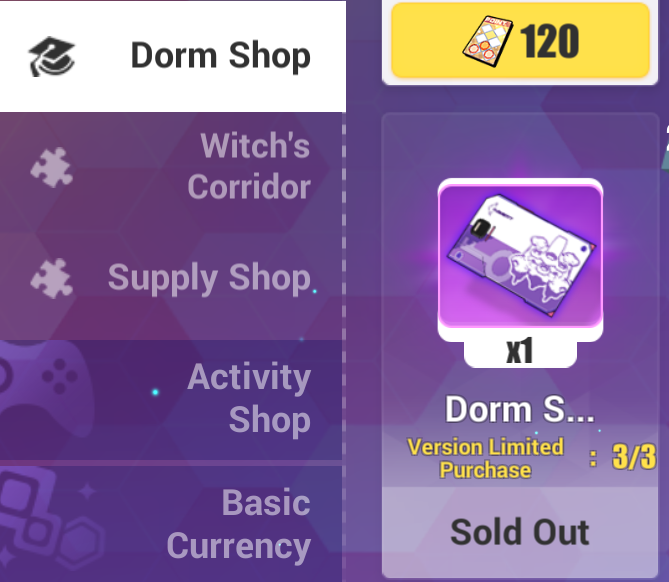 Dorm Shop
Witch's
Corridor
Supply Shop
Activity
Shop
Basic
Currency
120
x1
Dorm S...
Version Limited
Purchase : 3/3
Sold Out